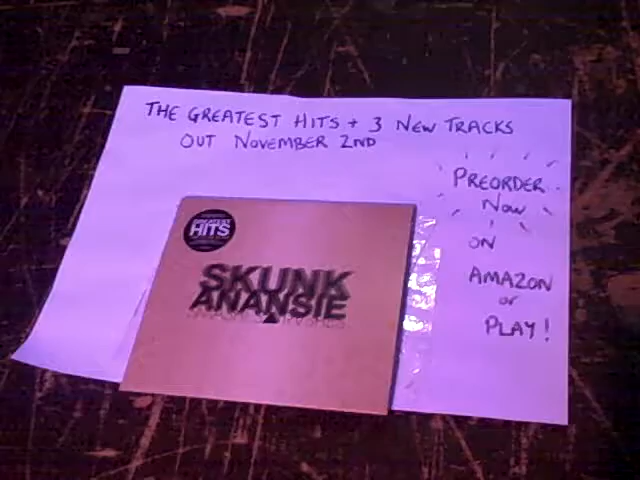 THE GREATEST HITS + 3 NEW TRACKS
OUT NOVEMBER 2ND
PREORDER
NOW
ON
AMAZON
or
PLAY!
GREATEST
HITS
SKUNK
ANANSIE